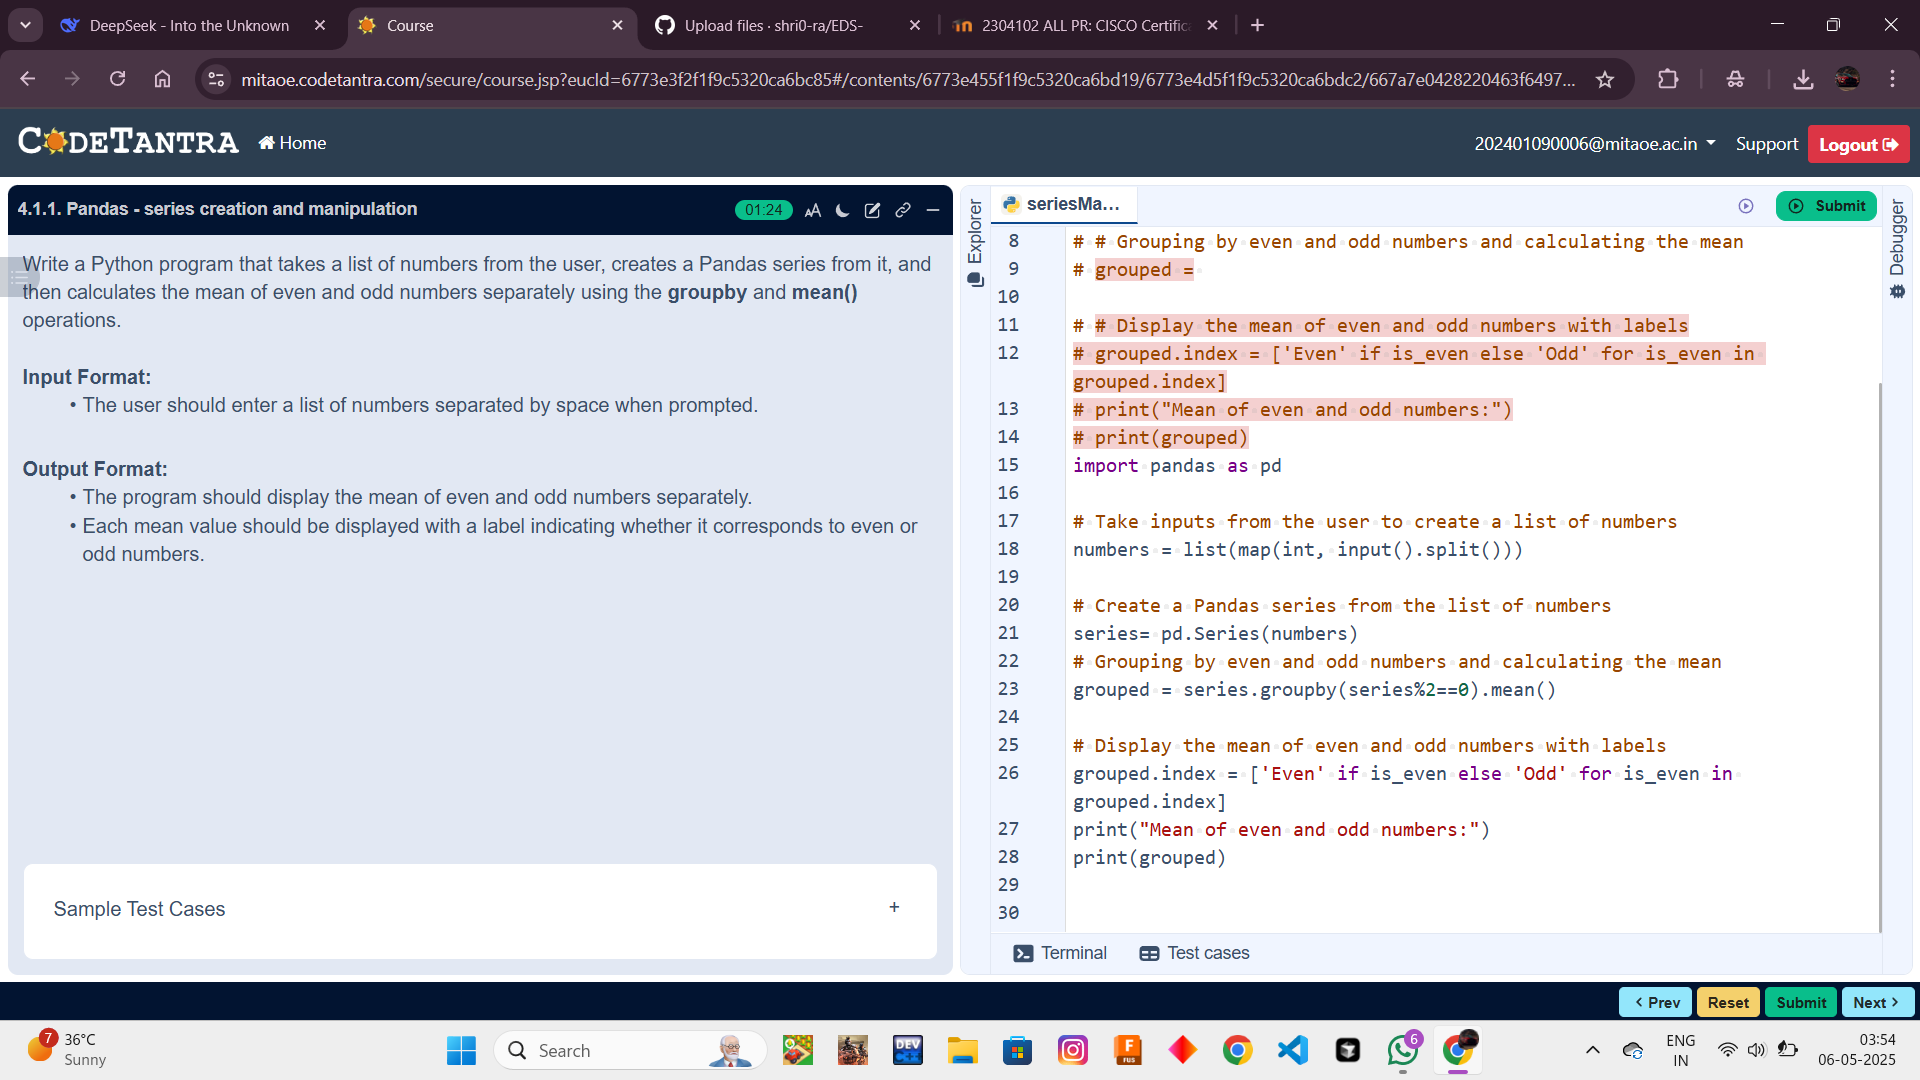 DeepSeek - Into the Unknown
Course
Upload files · shri0-ra/EDS-
2304102 ALL PR: CISCO Certific
mitaoe.codetantra.com/secure/course.jsp?eucId=6773e3f2f1f9c5320ca6bc85#/contents/6773e455f1f9c5320ca6bd19/6773e4d5f1f9c5320ca6bdc2/667a7e0428220463f6497...
CODETANTRA
Home
202401090006@mitaoe.ac.in
Support
Logout
4.1.1. Pandas - series creation and manipulation
01:24
AA
Write a Python program that takes a list of numbers from the user, creates a Pandas series from it, and
then calculates the mean of even and odd numbers separately using the groupby and mean()
operations.
Input Format:
• The user should enter a list of numbers separated by space when prompted.
Output Format:
• The program should display the mean of even and odd numbers separately.
• Each mean value should be displayed with a label indicating whether it corresponds to even or
odd numbers.
Sample Test Cases
+
Explorer
seriesMa...
Submit
Debugger
8 # # Grouping by even and odd numbers and calculating the mean
9 # grouped =
10
11 # # Display the mean of even and odd numbers with labels
12 # grouped.index = ['Even' if is_even else 'Odd' for is_even in
grouped.index]
13 # print("Mean of even and odd numbers:")
14 # print(grouped)
15 import pandas as pd
16
17 # Take inputs from the user to create a list of numbers
18 numbers = list(map(int, input().split()))
19
20 # Create a Pandas series from the list of numbers
21 series= pd.Series(numbers)
22 # Grouping by even and odd numbers and calculating the mean
23 grouped = series.groupby(series%2==0).mean()
24
25 # Display the mean of even and odd numbers with labels
26 grouped.index = ['Even' if is_even else 'Odd' for is_even in
grouped.index]
27 print("Mean of even and odd numbers:")
28 print(grouped)
29
30
Terminal
Test cases
Prev
Reset
Submit
Next
7
36°C
Sunny
Search
DEV
F
FUS
6
ENG
IN
03:54
06-05-2025